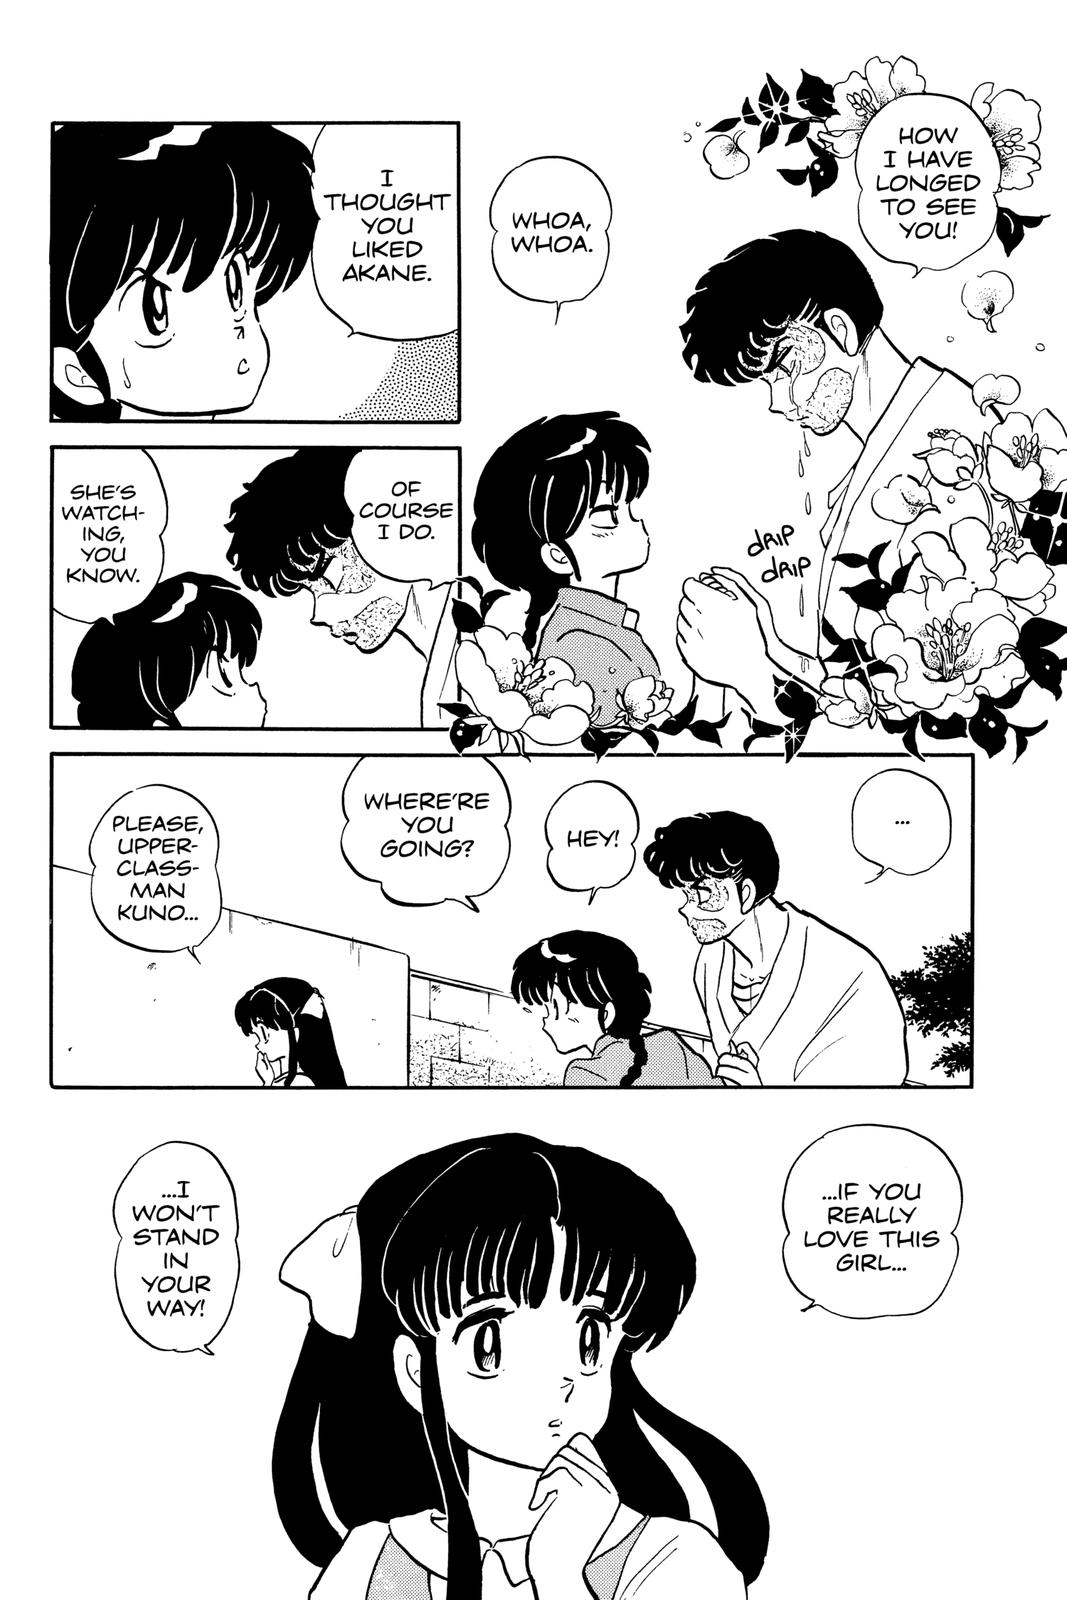 HOW
I HAVE
LONGED
TO SEE
YOU!
WHOA,
WHOA.
DRIP
DRIP
I
THOUGHT
YOU
LIKED
AKANE.
OF
COURSE
I DO.
SHE'S
WATCH-
ING,
YOU
KNOW.
...
HEY!
WHERE'RE
YOU
GOING?
PLEASE,
UPPER-
CLASS-
MAN
KUNO...
...IF YOU
REALLY
LOVE THIS
GIRL...
...I
WON'T
STAND
IN
YOUR
WAY!